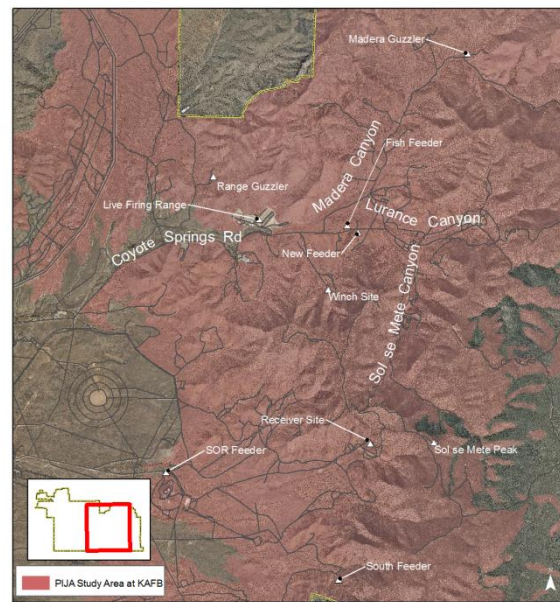 Madera Guzzler
Fish Feeder
Madera Canyon
Range Guzzler
Live Firing Range
Lurance Canyon
Coyote Springs Rd
New Feeder
Winch Site
Sol se Mete Canyon
Receiver Site
SOR Feeder
Sol se Mete Peak
South Feeder
PIJA Study Area at KAFB